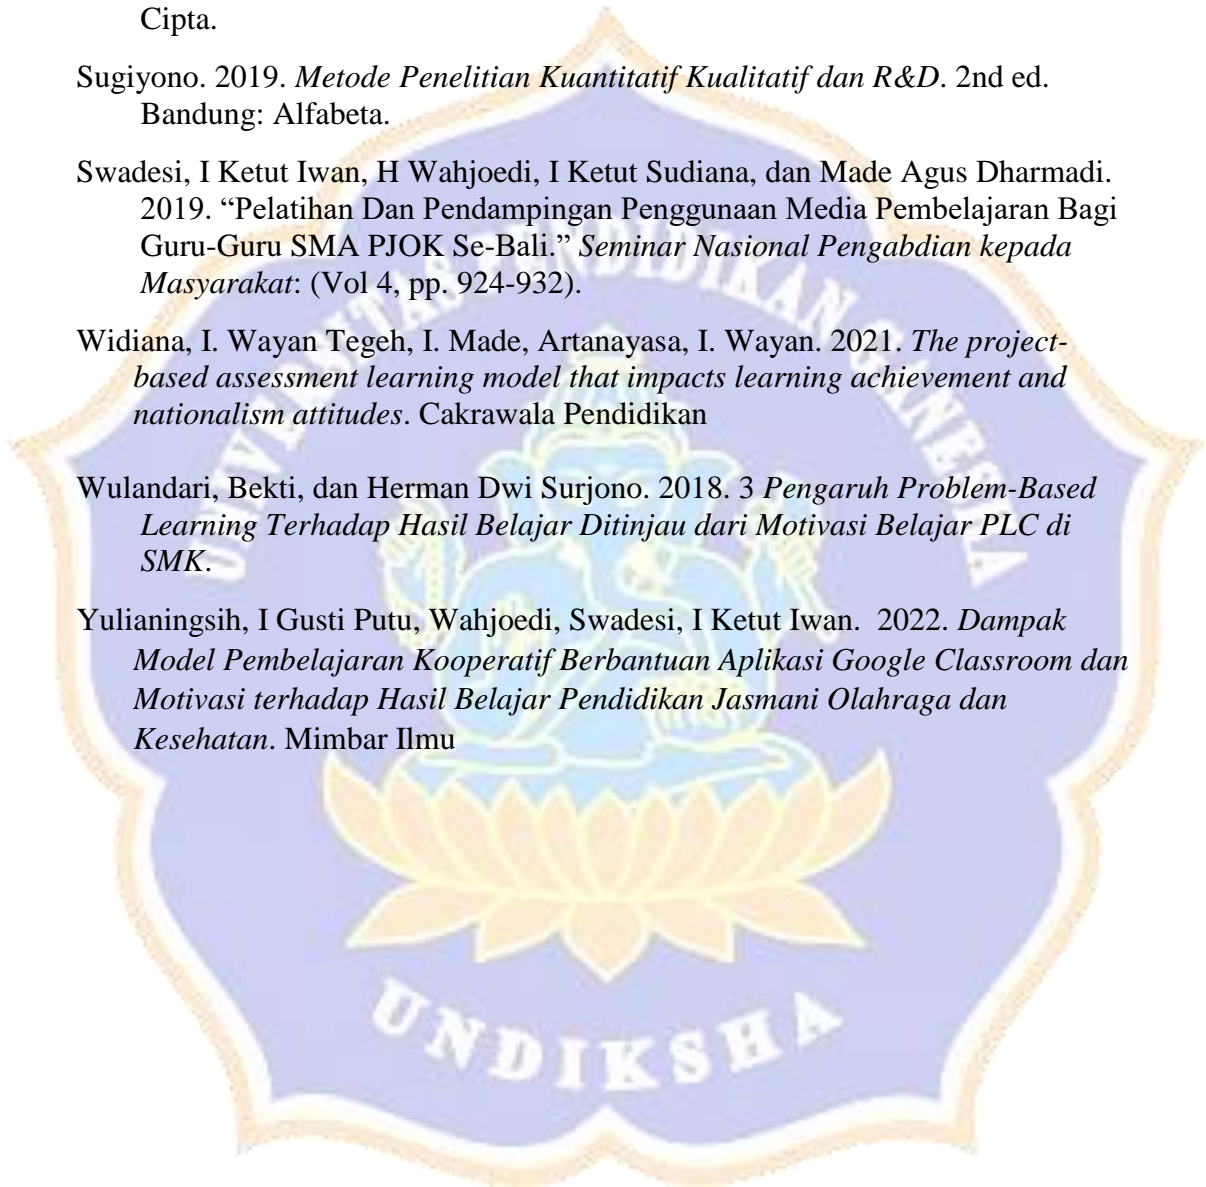 Cipta.
Sugiyono. 2019. Metode Penelitian Kuantitatif Kualitatif dan R&D. 2nd ed.
Bandung: Alfabeta.
Swadesi, I Ketut Iwan, H Wahjoedi, I Ketut Sudiana, dan Made Agus Dharmadi.
2019. “Pelatihan Dan Pendampingan Penggunaan Media Pembelajaran Bagi
Guru-Guru SMA PJOK Se-Bali.” Seminar Nasional Pengabdian kepada
Masyarakat: (Vol 4, pp. 924-932).
Widiana, I. Wayan Tegeh, I. Made, Artanayasa, I. Wayan. 2021. The project-
based assessment learning model that impacts learning achievement and
nationalism attitudes. Cakrawala Pendidikan
Wulandari, Bekti, dan Herman Dwi Surjono. 2018. 3 Pengaruh Problem-Based
Learning Terhadap Hasil Belajar Ditinjau dari Motivasi Belajar PLC di
SMK.
Yulianingsih, I Gusti Putu, Wahjoedi, Swadesi, I Ketut Iwan.  2022. Dampak
Model Pembelajaran Kooperatif Berbantuan Aplikasi Google Classroom dan
Motivasi terhadap Hasil Belajar Pendidikan Jasmani Olahraga dan
Kesehatan. Mimbar Ilmu
UNIVERSITAS PENDIDIKAN GANESHA
UNDIKSHA